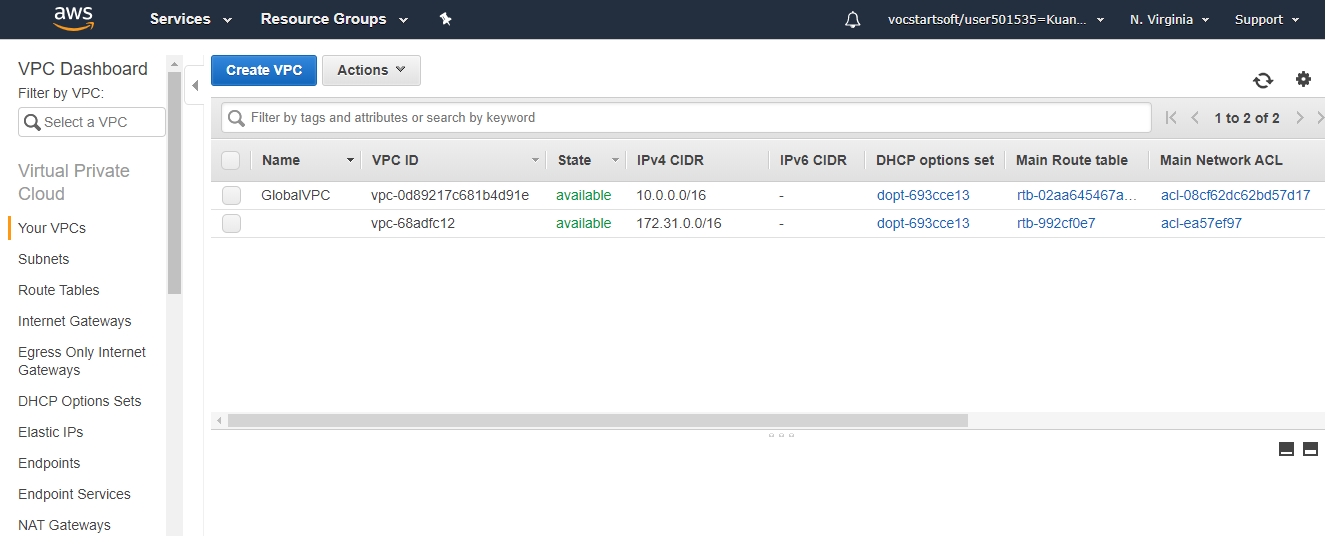 aws Services Resource Groups vocstartsoft/user501535=Kuan... N. Virginia Support
VPC Dashboard
Filter by VPC:
Select a VPC
Virtual Private
Cloud
Your VPCs
Subnets
Route Tables
Internet Gateways
Egress Only Internet
Gateways
DHCP Options Sets
Elastic IPs
Endpoints
Endpoint Services
NAT Gateways
Create VPC Actions
Filter by tags and attributes or search by keyword
1 to 2 of 2
Name VPC ID State IPv4 CIDR IPv6 CIDR DHCP options set Main Route table Main Network ACL
GlobalVPC vpc-0d89217c681b4d91e available 10.0.0.0/16 - dopt-693cce13 rtb-02aa645467a... acl-08cf62dc62bd57d17
vpc-68adfc12 available 172.31.0.0/16 - dopt-693cce13 rtb-992cf0e7 acl-ea57ef97